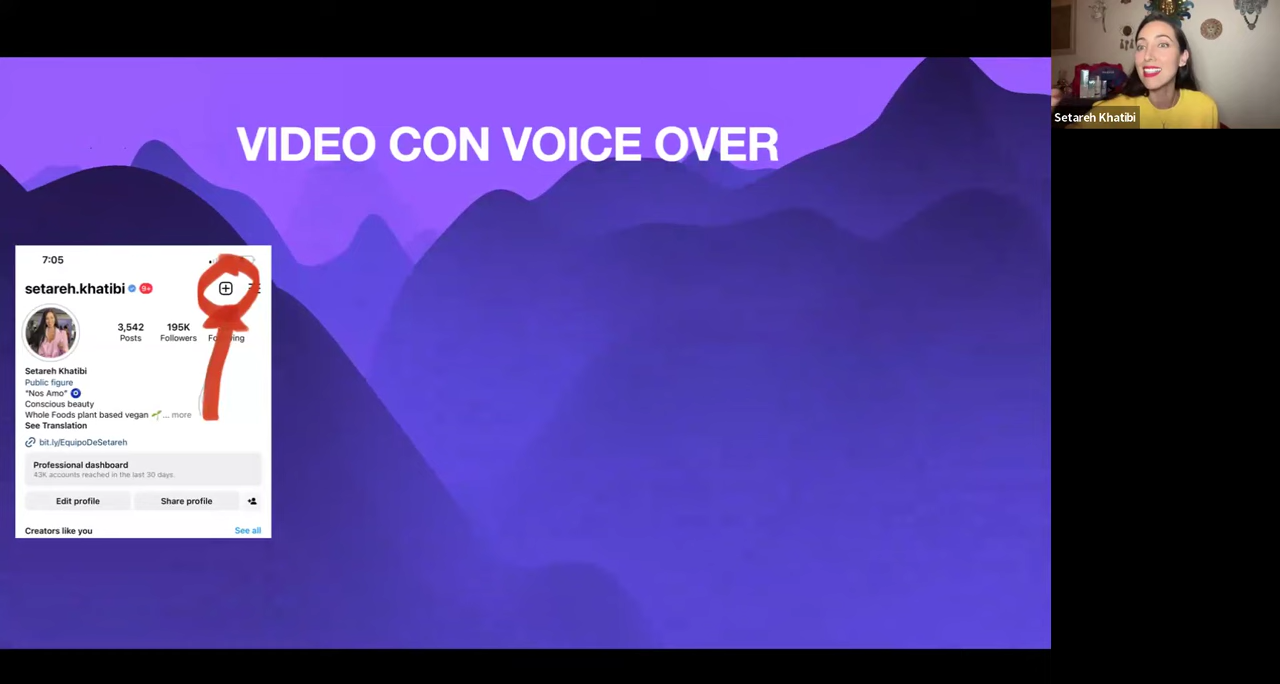 VIDEO CON VOICE OVER
Setareh Khatibi
7:05
setareh.khatibi 9+
3,542 195K
Posts Followers Following
Setareh Khatibi
Public figure
"Nos Amo" 🧿
Conscious beauty
Whole Foods plant based vegan 🌱... more
See Translation
bit.ly/EquipoDeSetareh
Professional dashboard
43K accounts reached in the last 30 days.
Edit profile Share profile
Creators like you See all